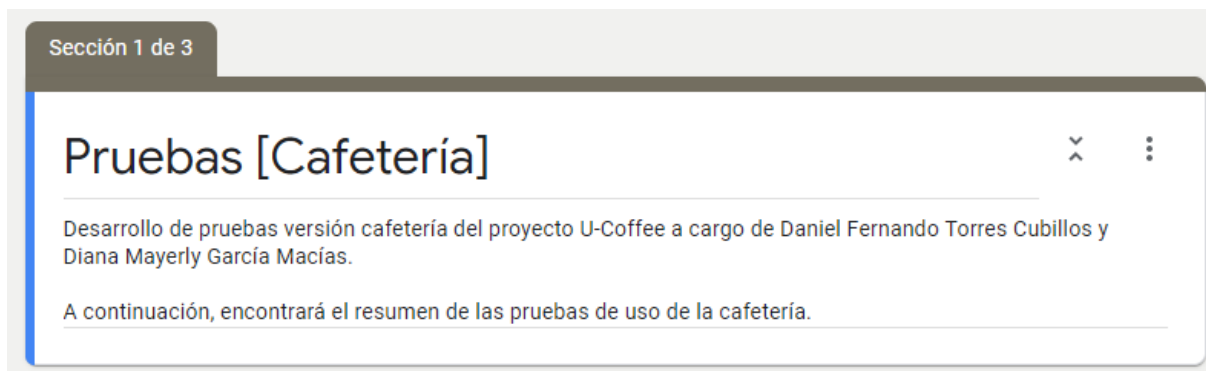 Sección 1 de 3
Pruebas [Cafetería]
Desarrollo de pruebas versión cafetería del proyecto U-Coffee a cargo de Daniel Fernando Torres Cubillos y
Diana Mayerly García Macías.
A continuación, encontrará el resumen de las pruebas de uso de la cafetería.